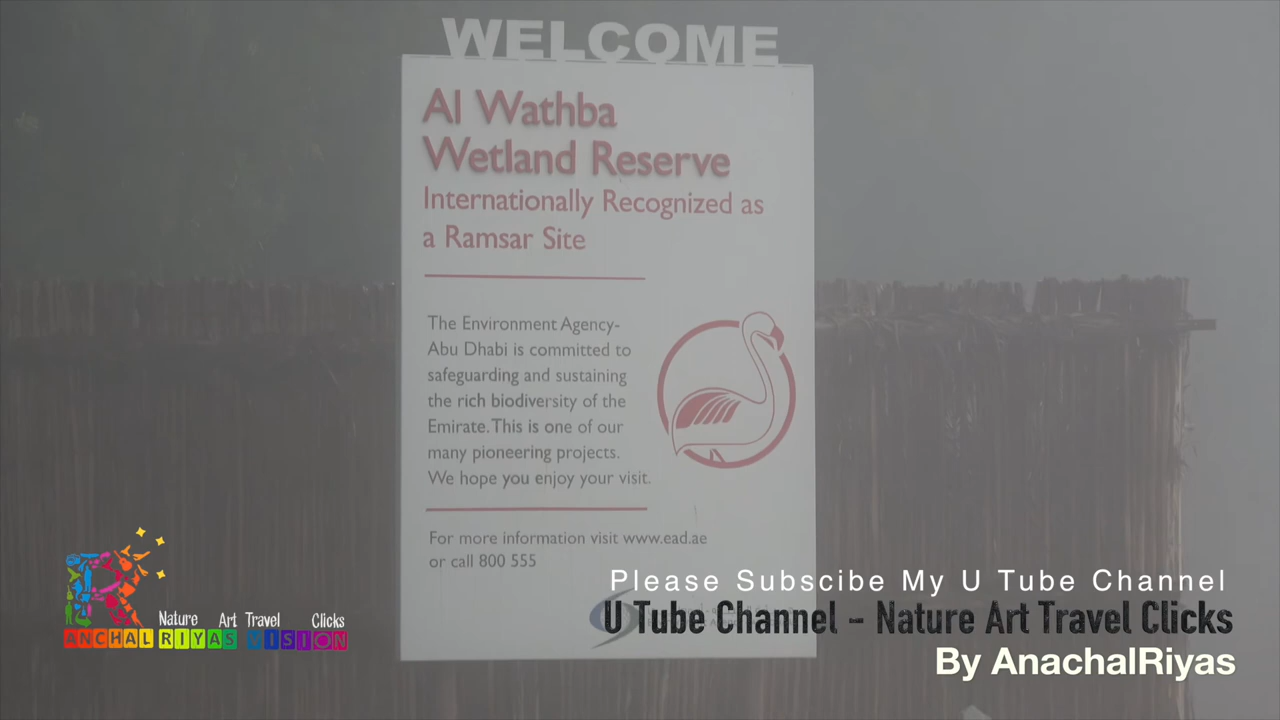 WELCOME
Al Wathba
Wetland Reserve
Internationally Recognized as
a Ramsar Site
The Environment Agency-
Abu Dhabi is committed to
safeguarding and sustaining
the rich biodiversity of the
Emirate. This is one of our
many pioneering projects.
We hope you enjoy your visit.
For more information visit www.ead.ae
or call 800 555
Nature Art Travel Clicks
ANCHAL RIYAS VISION
Please Subscibe My U Tube Channel
U Tube Channel - Nature Art Travel Clicks
By AnachalRiyas